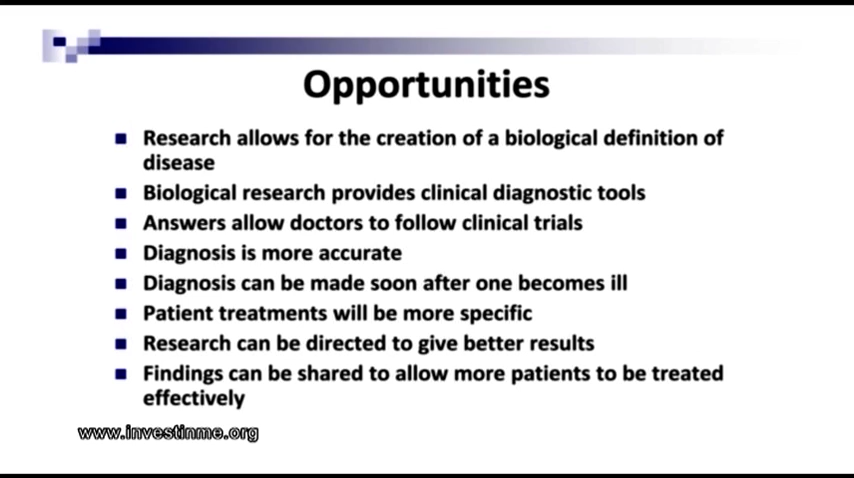 Opportunities
Research allows for the creation of a biological definition of
disease
Biological research provides clinical diagnostic tools
Answers allow doctors to follow clinical trials
Diagnosis is more accurate
Diagnosis can be made soon after one becomes ill
Patient treatments will be more specific
Research can be directed to give better results
Findings can be shared to allow more patients to be treated
effectively
www.investinme.org